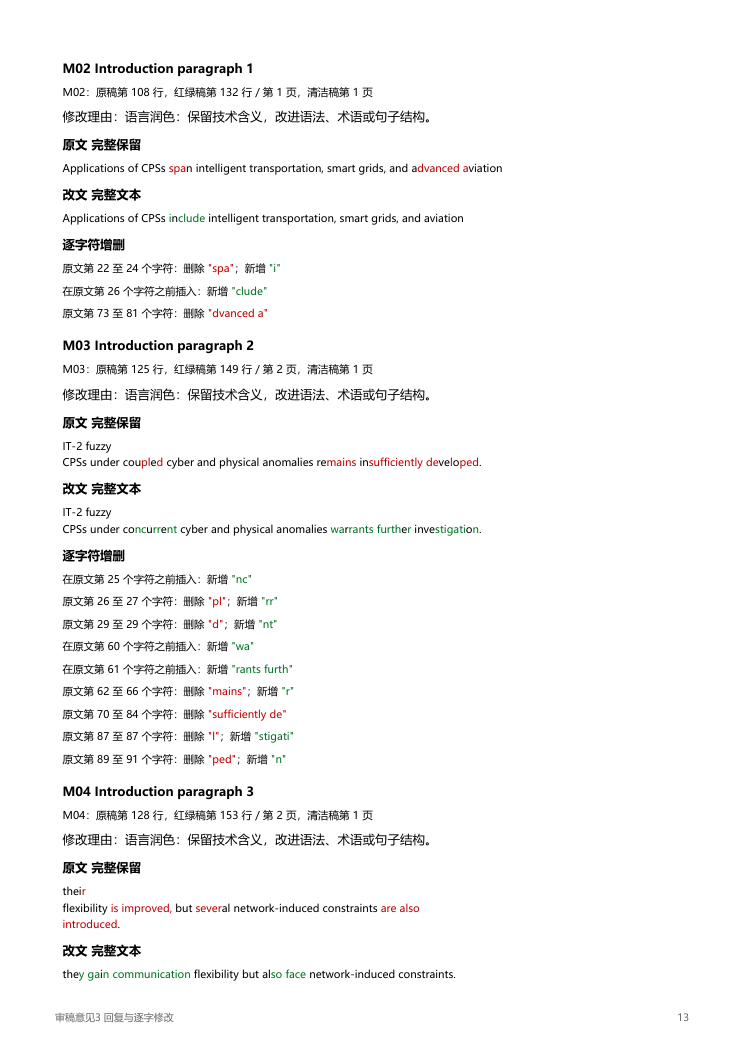 M02 Introduction paragraph 1
M02：原稿第 108 行，红绿稿第 132 行 / 第 1 页，清洁稿第 1 页
修改理由：语言润色：保留技术含义，改进语法、术语或句子结构。
原文 完整保留
Applications of CPSs span intelligent transportation, smart grids, and advanced aviation
改文 完整文本
Applications of CPSs include intelligent transportation, smart grids, and aviation
逐字符增删
原文第 22 至 24 个字符：删除 "spa"；新增 "i"
在原文第 26 个字符之前插入：新增 "clude"
原文第 73 至 81 个字符：删除 "dvanced a"
M03 Introduction paragraph 2
M03：原稿第 125 行，红绿稿第 149 行 / 第 2 页，清洁稿第 1 页
修改理由：语言润色：保留技术含义，改进语法、术语或句子结构。
原文 完整保留
IT-2 fuzzy
CPSs under coupled cyber and physical anomalies remains insufficiently developed.
改文 完整文本
IT-2 fuzzy
CPSs under concurrent cyber and physical anomalies warrants further investigation.
逐字符增删
在原文第 25 个字符之前插入：新增 "nc"
原文第 26 至 27 个字符：删除 "pl"；新增 "rr"
原文第 29 至 29 个字符：删除 "d"；新增 "nt"
在原文第 60 个字符之前插入：新增 "wa"
在原文第 61 个字符之前插入：新增 "rants furth"
原文第 62 至 66 个字符：删除 "mains"；新增 "r"
原文第 70 至 84 个字符：删除 "sufficiently de"
原文第 87 至 87 个字符：删除 "l"；新增 "stigati"
原文第 89 至 91 个字符：删除 "ped"；新增 "n"
M04 Introduction paragraph 3
M04：原稿第 128 行，红绿稿第 153 行 / 第 2 页，清洁稿第 1 页
修改理由：语言润色：保留技术含义，改进语法、术语或句子结构。
原文 完整保留
their
flexibility is improved, but several network-induced constraints are also
introduced.
改文 完整文本
they gain communication flexibility but also face network-induced constraints.
审稿意见3 回复与逐字修改
13